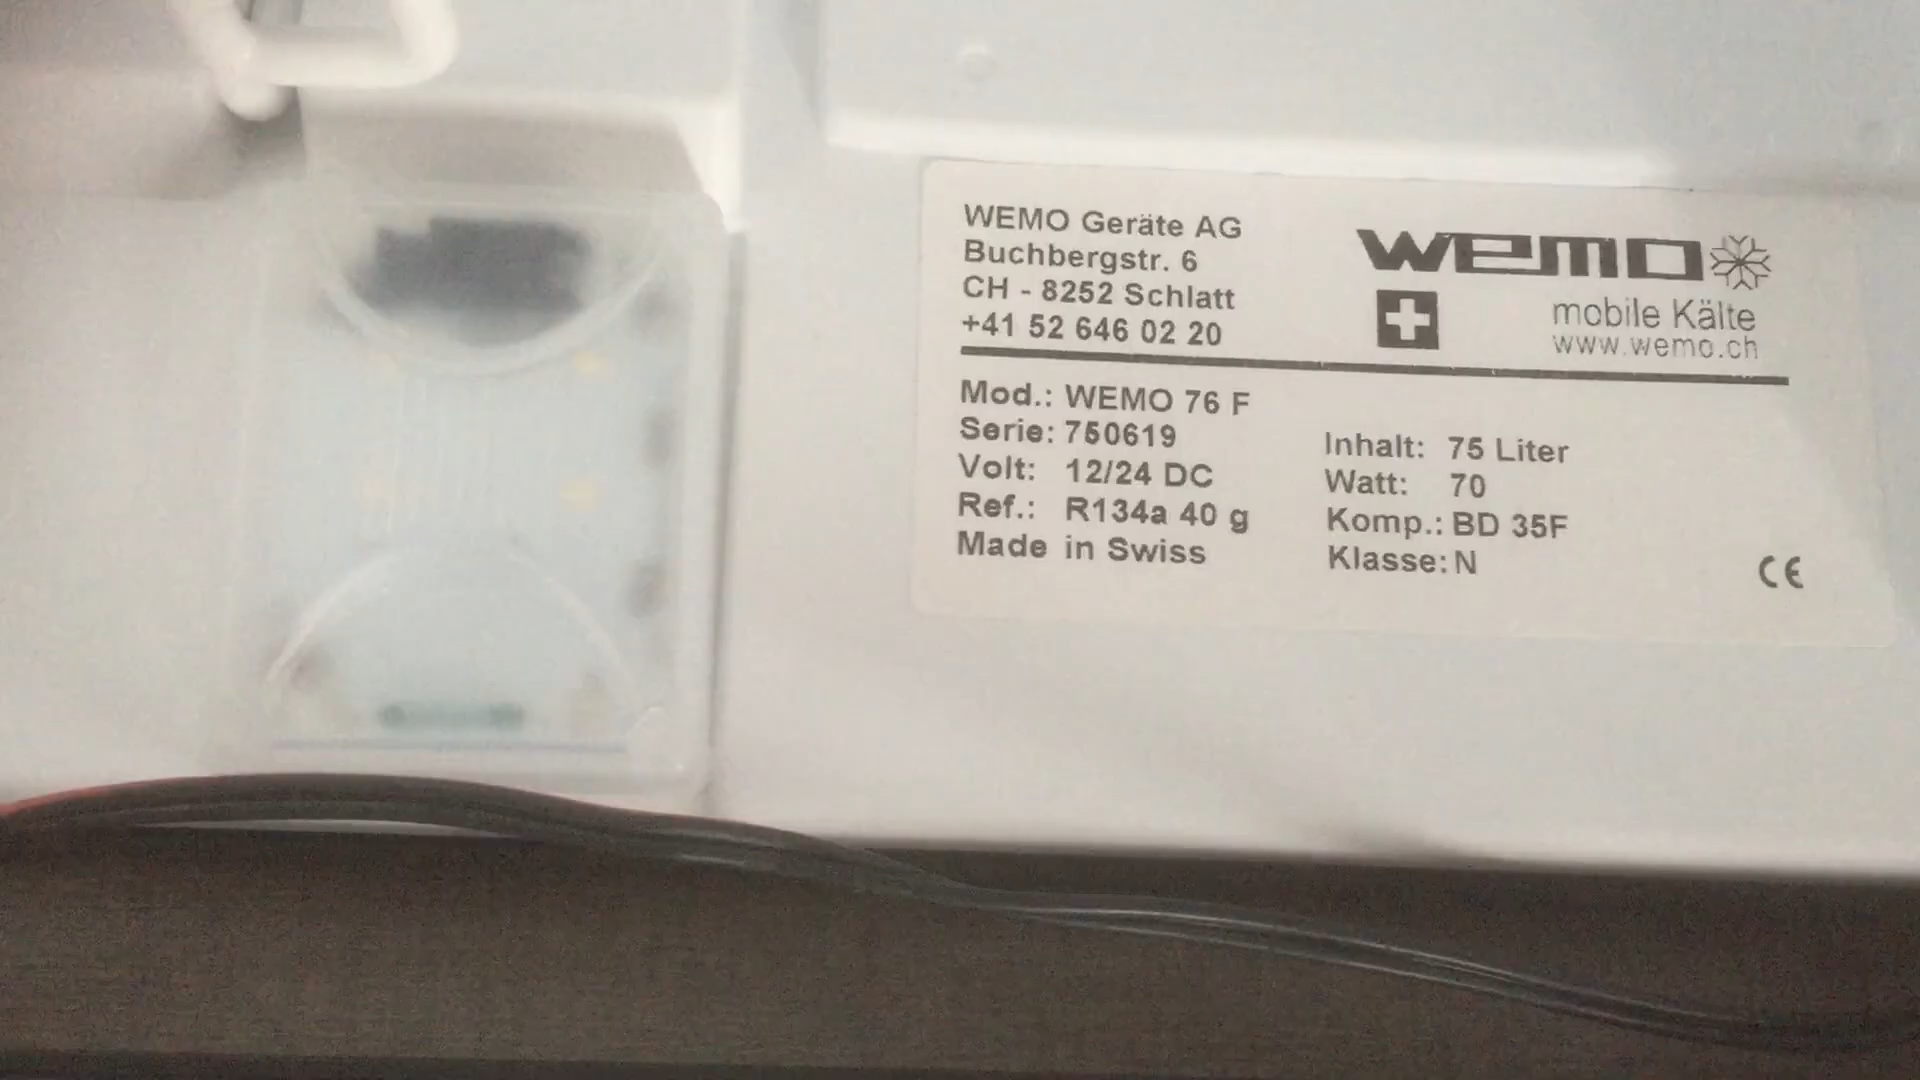 WEMO Geräte AG
Buchbergstr. 6
CH - 8252 Schlatt
+41 52 646 02 20
wemo
mobile Kälte
www.wemo.ch
Mod.: WEMO 76 F
Serie: 750619
Volt: 12/24 DC
Ref.: R134a 40 g
Made in Swiss
Inhalt: 75 Liter
Watt: 70
Komp.: BD 35F
Klasse: N
CE